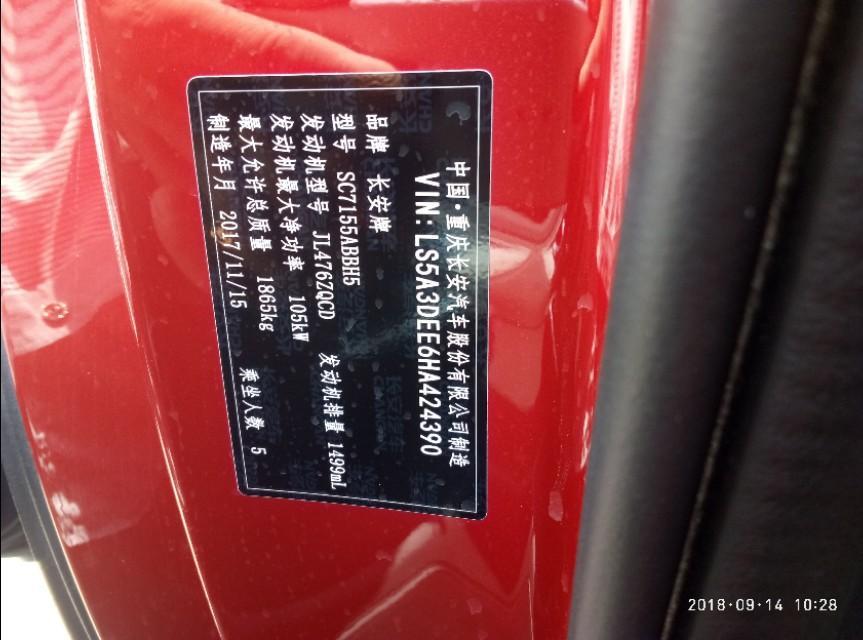 中国·重庆长安汽车股份有限公司制造
VIN:LS5A3DEE6HA424390
品牌 长安牌
型号 SC7155ABBH5
发动机型号 JL476ZQCD 发动机排量 1499mL
发动机最大净功率 105kW
最大允许总质量 1865kg 乘坐人数 5
制造年月 2017/11/15
2018·09·14 10:28